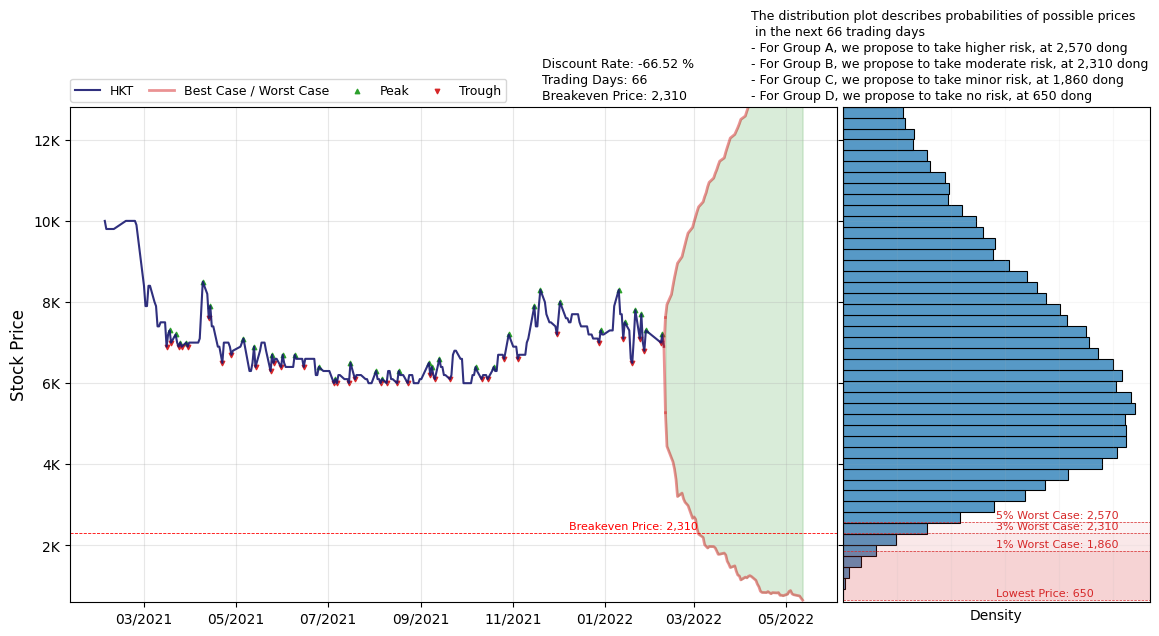 The distribution plot describes probabilities of possible prices
in the next 66 trading days
- For Group A, we propose to take higher risk, at 2,570 dong
- For Group B, we propose to take moderate risk, at 2,310 dong
- For Group C, we propose to take minor risk, at 1,860 dong
- For Group D, we propose to take no risk, at 650 dong
Discount Rate: -66.52 %
Trading Days: 66
Breakeven Price: 2,310
HKT
Best Case / Worst Case
Peak
Trough
Stock Price
12K
10K
8K
6K
4K
2K
Breakeven Price: 2,310
5% Worst Case: 2,570
3% Worst Case: 2,310
1% Worst Case: 1,860
Lowest Price: 650
03/2021
05/2021
07/2021
09/2021
11/2021
01/2022
03/2022
05/2022
Density